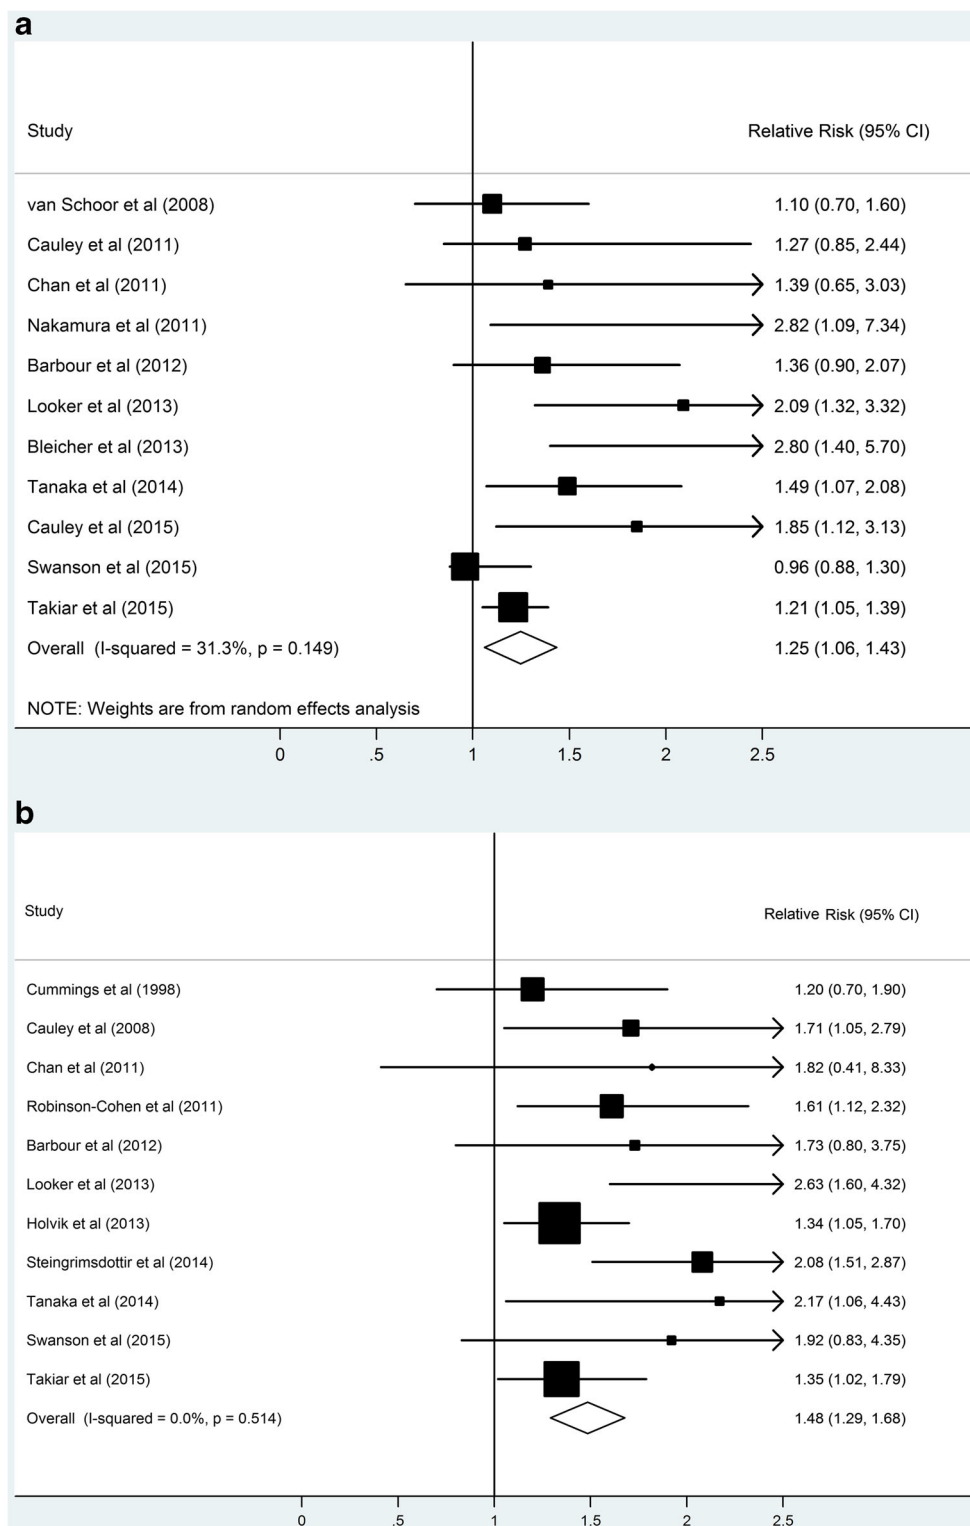 a
Study Relative Risk (95% CI)
van Schoor et al (2008) 1.10 (0.70, 1.60)
Cauley et al (2011) 1.27 (0.85, 2.44)
Chan et al (2011) 1.39 (0.65, 3.03)
Nakamura et al (2011) 2.82 (1.09, 7.34)
Barbour et al (2012) 1.36 (0.90, 2.07)
Looker et al (2013) 2.09 (1.32, 3.32)
Bleicher et al (2013) 2.80 (1.40, 5.70)
Tanaka et al (2014) 1.49 (1.07, 2.08)
Cauley et al (2015) 1.85 (1.12, 3.13)
Swanson et al (2015) 0.96 (0.88, 1.30)
Takiar et al (2015) 1.21 (1.05, 1.39)
Overall (I-squared = 31.3%, p = 0.149) 1.25 (1.06, 1.43)
NOTE: Weights are from random effects analysis
0 .5 1 1.5 2 2.5
b
Study Relative Risk (95% CI)
Cummings et al (1998) 1.20 (0.70, 1.90)
Cauley et al (2008) 1.71 (1.05, 2.79)
Chan et al (2011) 1.82 (0.41, 8.33)
Robinson-Cohen et al (2011) 1.61 (1.12, 2.32)
Barbour et al (2012) 1.73 (0.80, 3.75)
Looker et al (2013) 2.63 (1.60, 4.32)
Holvik et al (2013) 1.34 (1.05, 1.70)
Steingrimsdottir et al (2014) 2.08 (1.51, 2.87)
Tanaka et al (2014) 2.17 (1.06, 4.43)
Swanson et al (2015) 1.92 (0.83, 4.35)
Takiar et al (2015) 1.35 (1.02, 1.79)
Overall (I-squared = 0.0%, p = 0.514) 1.48 (1.29, 1.68)
0 .5 1 1.5 2 2.5